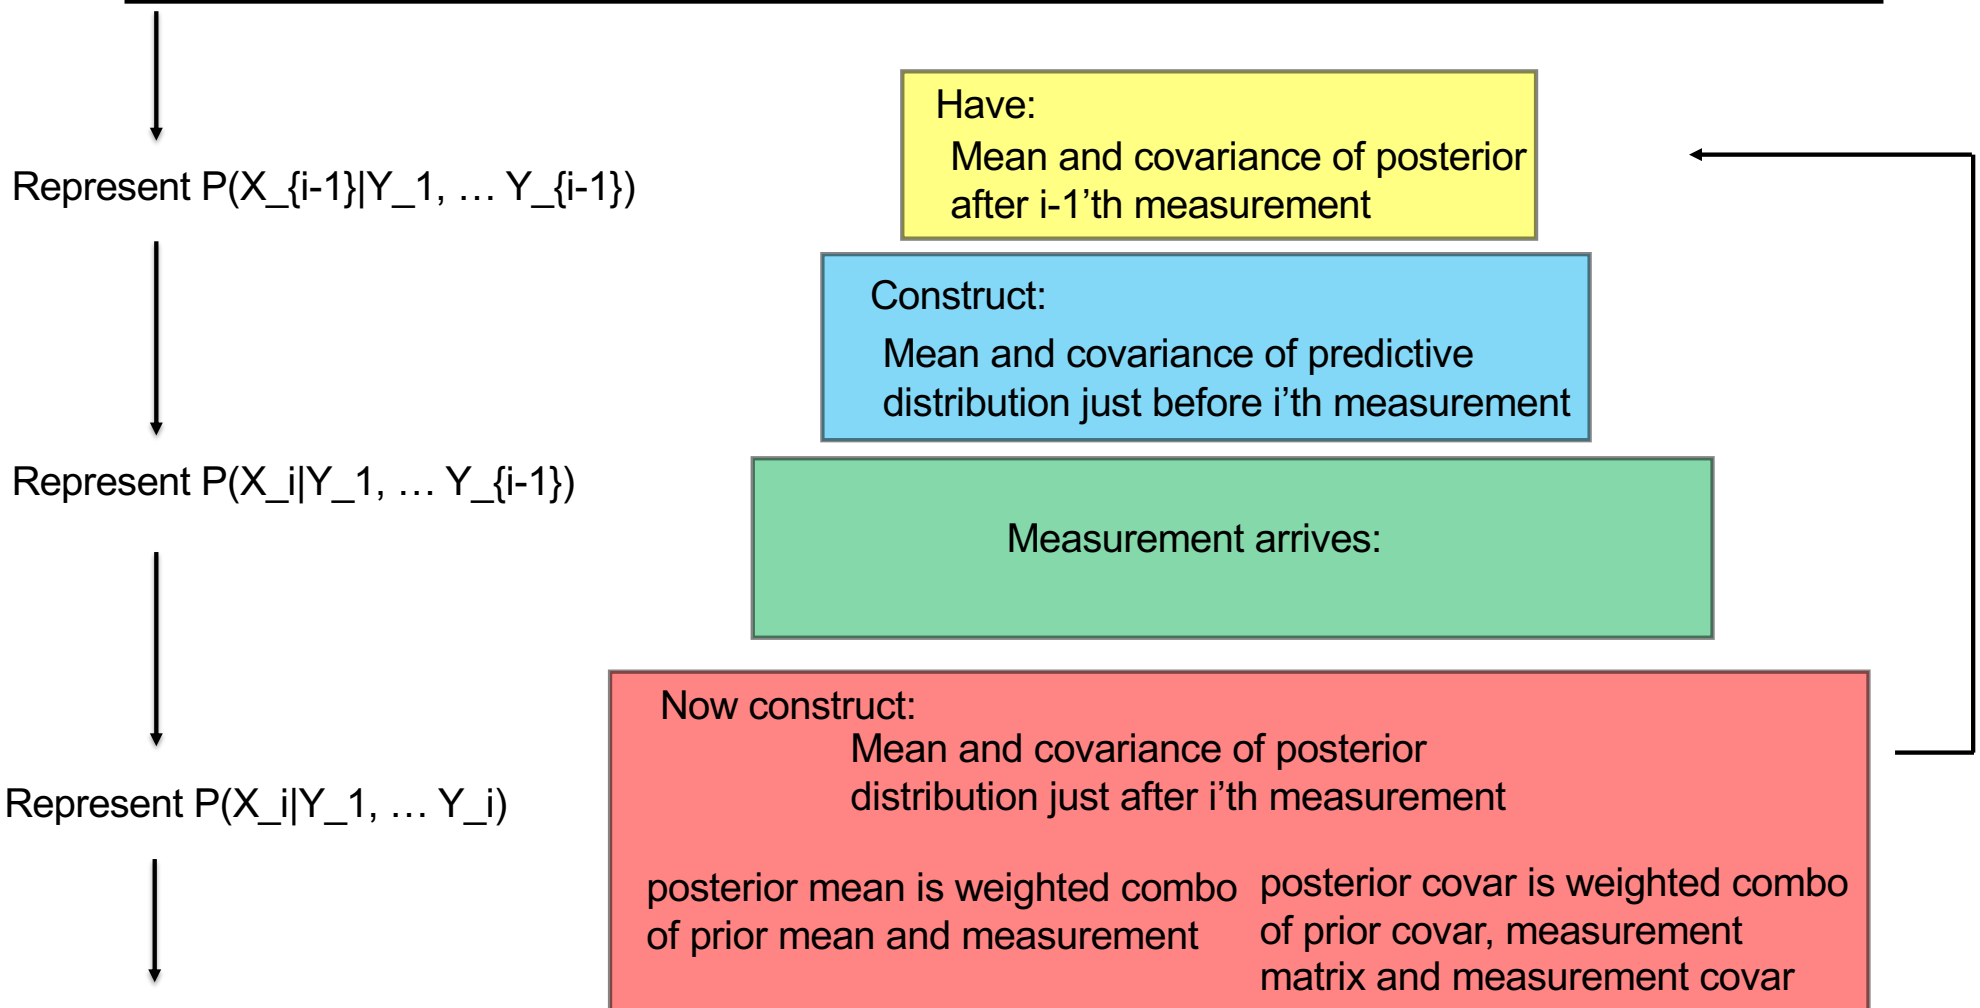 Have:
Mean and covariance of posterior
after i-1’th measurement
Represent P(X_{i-1}|Y_1, … Y_{i-1})
Construct:
Mean and covariance of predictive
distribution just before i’th measurement
Represent P(X_i|Y_1, … Y_{i-1})
Measurement arrives:
Now construct:
Mean and covariance of posterior
distribution just after i’th measurement
Represent P(X_i|Y_1, … Y_i)
posterior mean is weighted combo
of prior mean and measurement
posterior covar is weighted combo
of prior covar, measurement
matrix and measurement covar